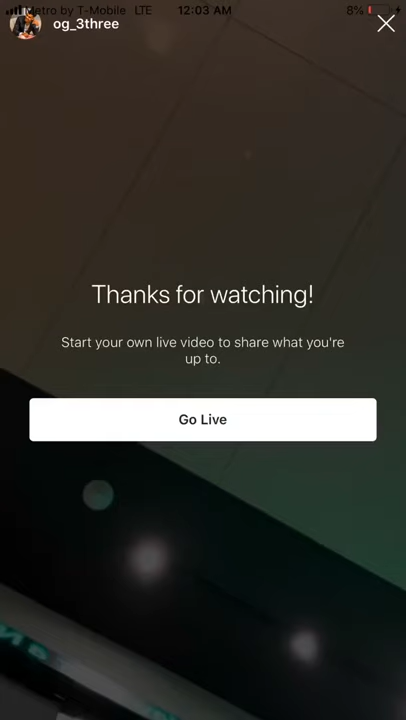 Metro by T-Mobile LTE 12:03 AM 8%
og_3three
Thanks for watching!
Start your own live video to share what you're
up to.
Go Live